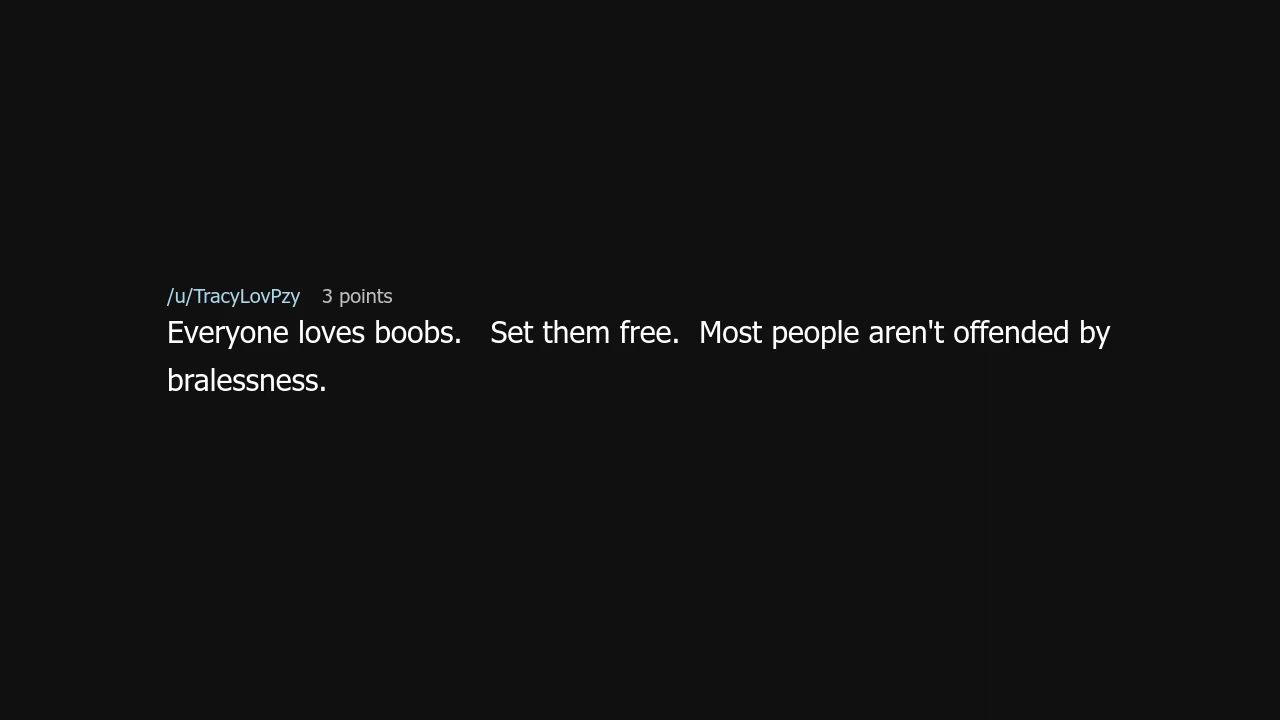 /u/TracyLovPzy 3 points
Everyone loves boobs.   Set them free.  Most people aren't offended by
bralessness.